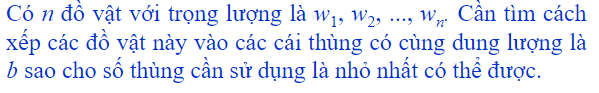 Có n đồ vật với trọng lượng là w₁, w₂, ..., wₙ. Cần tìm cách
xếp các đồ vật này vào các cái thùng có cùng dung lượng là
b sao cho số thùng cần sử dụng là nhỏ nhất có thể được.